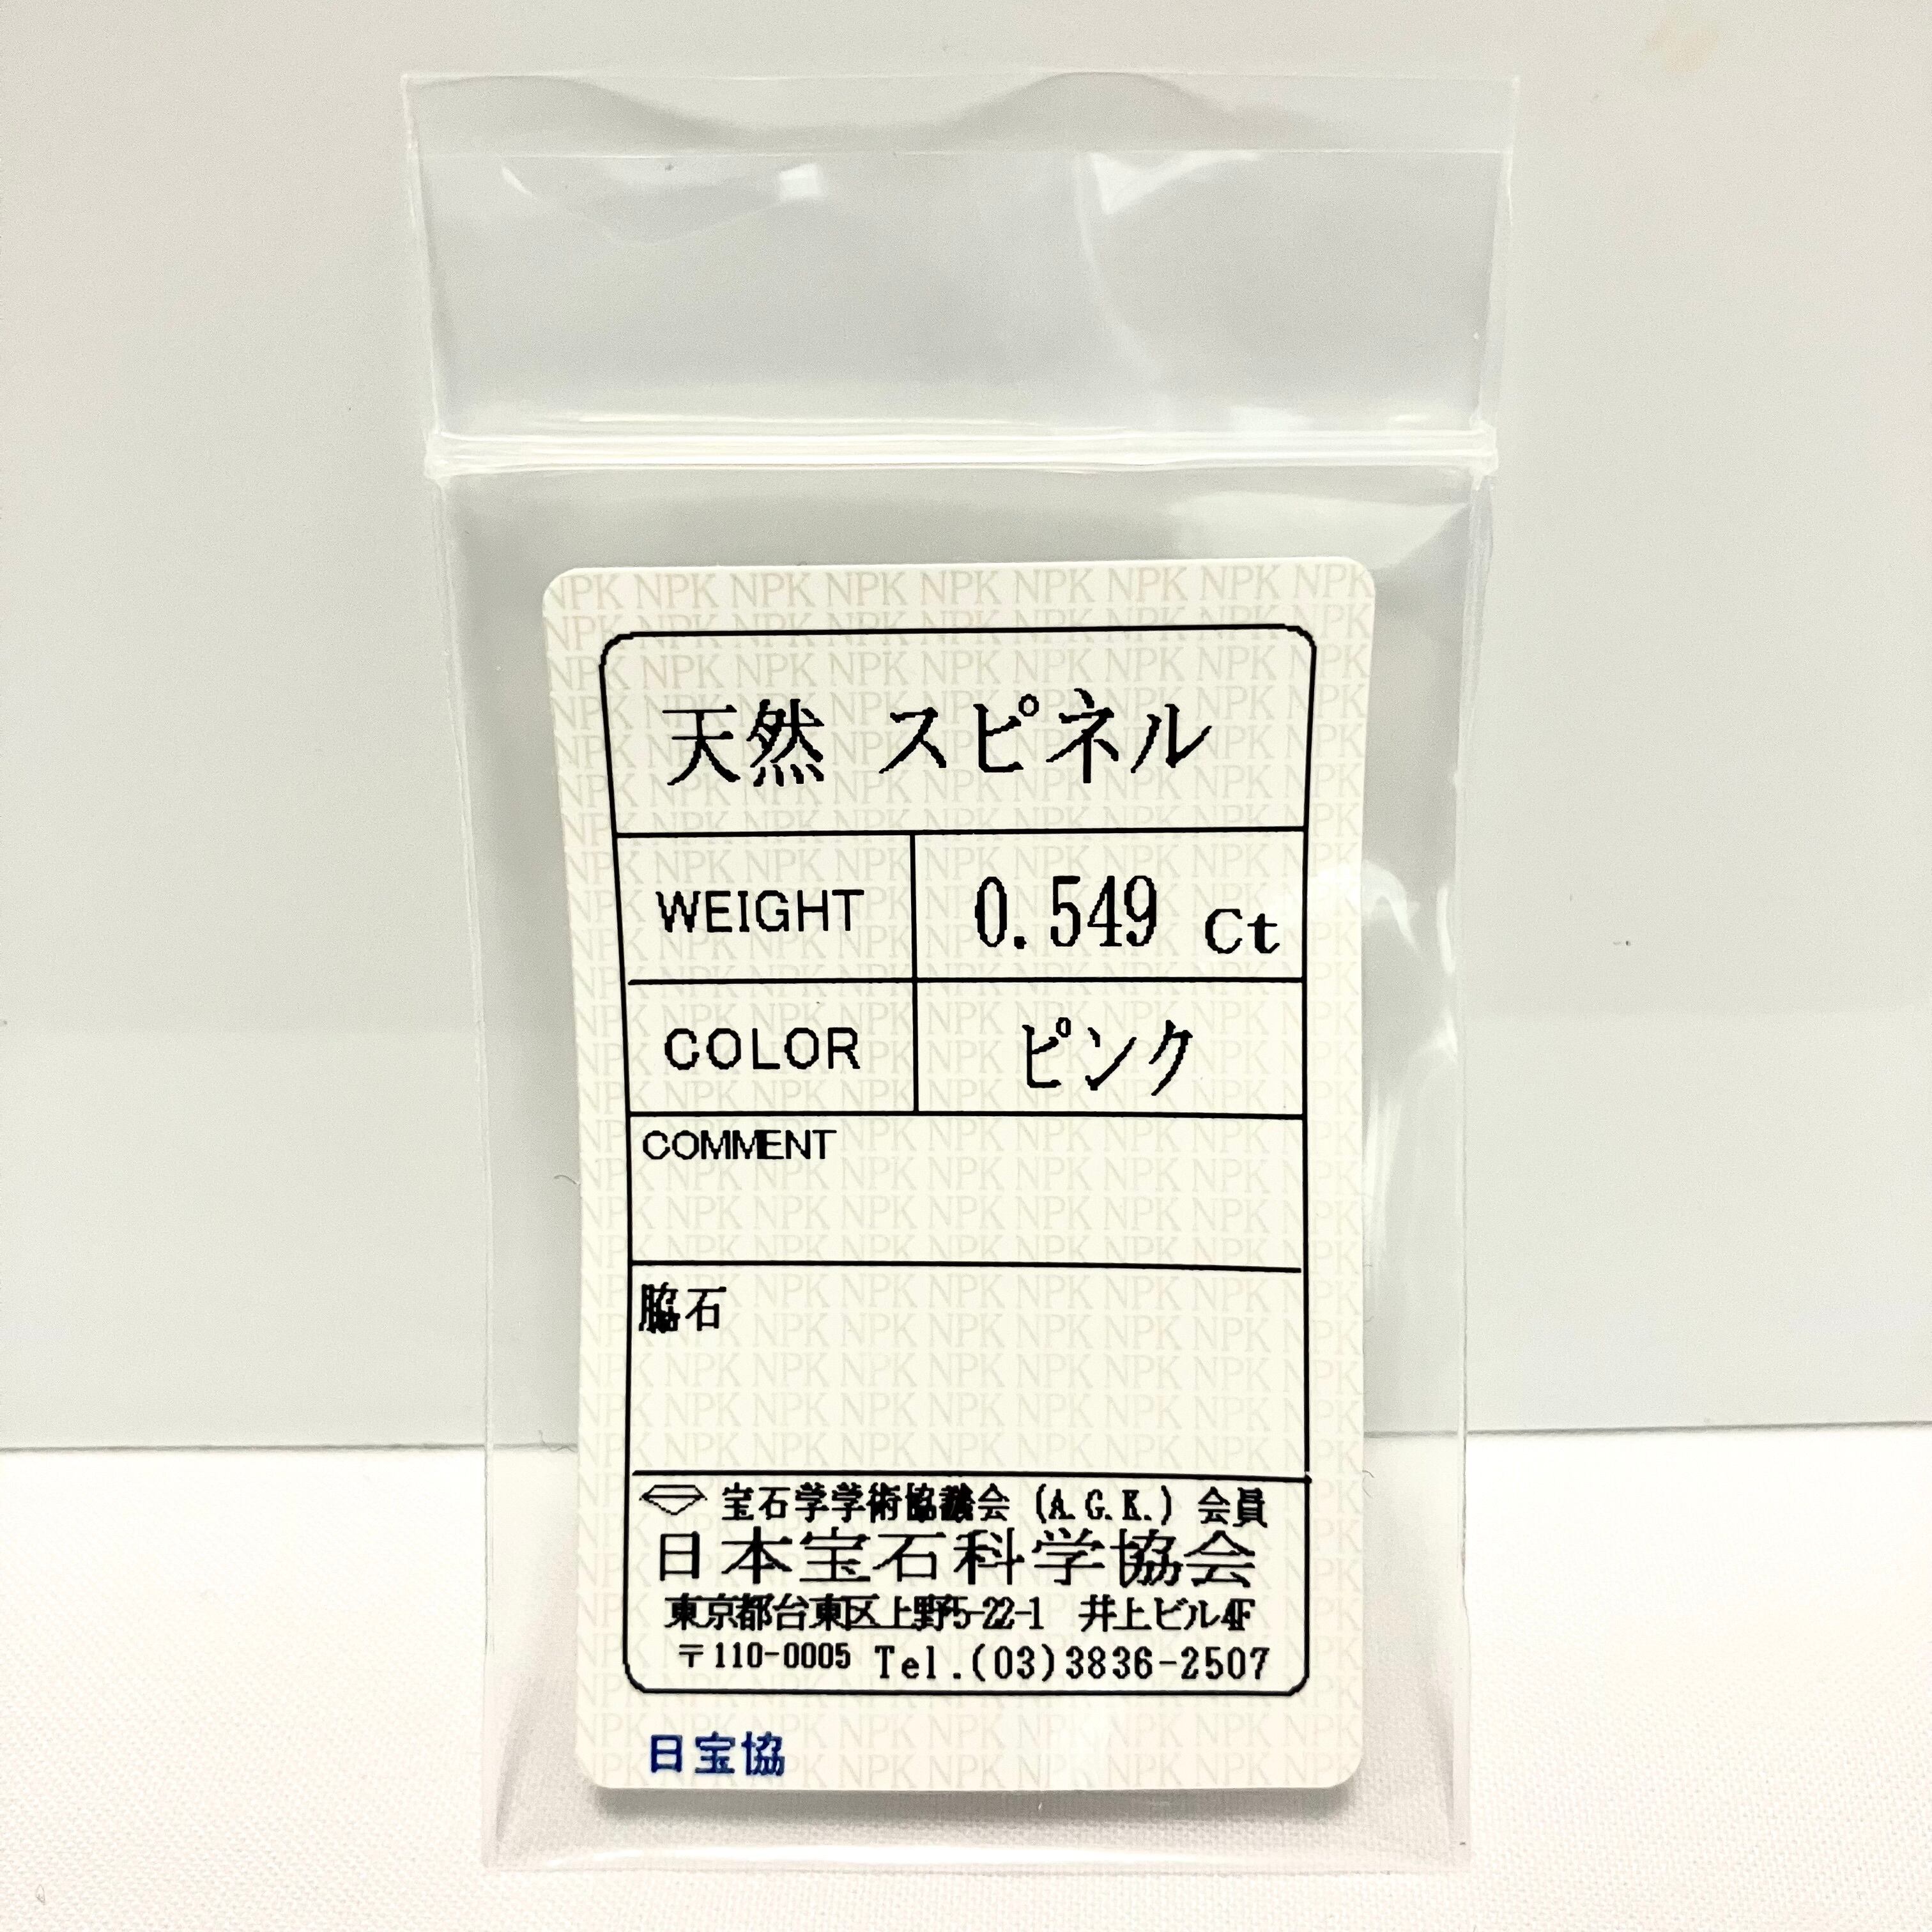 天然 スピネル
WEIGHT 0.549 Ct
COLOR ピンク
COMMENT
脇石
宝石学学術協議会 (A.G.K.) 会員
日本宝石科学協会
東京都台東区上野5-22-1 井上ビル4F
〒110-0005 Tel.(03)3836-2507
日宝協